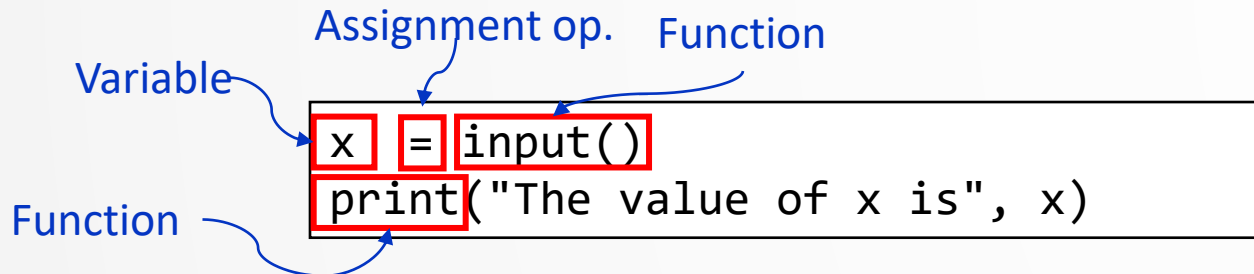 Assignment op.
Function
Variable
x = input()
print("The value of x is", x)
Function